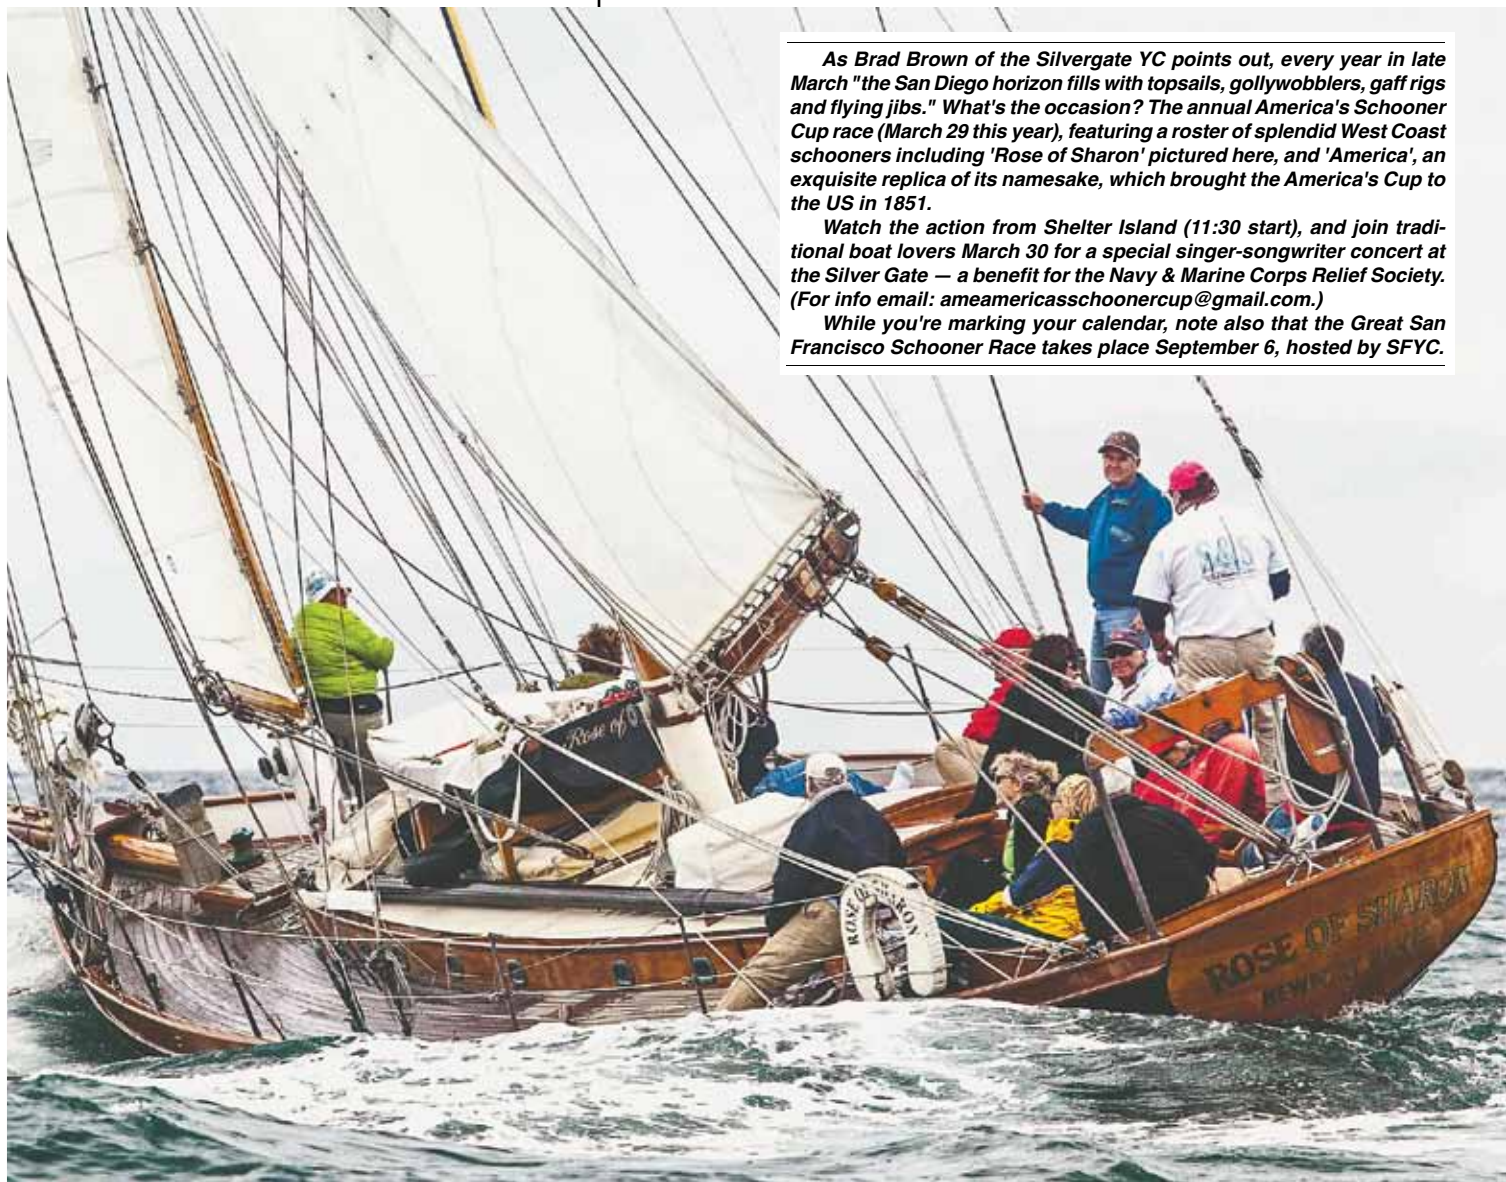 As Brad Brown of the Silvergate YC points out, every year in late
March "the San Diego horizon fills with topsails, gollywobblers, gaff rigs
and flying jibs." What's the occasion? The annual America's Schooner
Cup race (March 29 this year), featuring a roster of splendid West Coast
schooners including 'Rose of Sharon' pictured here, and 'America', an
exquisite replica of its namesake, which brought the America's Cup to
the US in 1851.
Watch the action from Shelter Island (11:30 start), and join tradi-
tional boat lovers March 30 for a special singer-songwriter concert at
the Silver Gate — a benefit for the Navy & Marine Corps Relief Society.
(For info email: ameamericasschoonercup@gmail.com.)
While you're marking your calendar, note also that the Great San
Francisco Schooner Race takes place September 6, hosted by SFYC.
Rose of
ROSE OF SHARON
ROSE OF SHARON